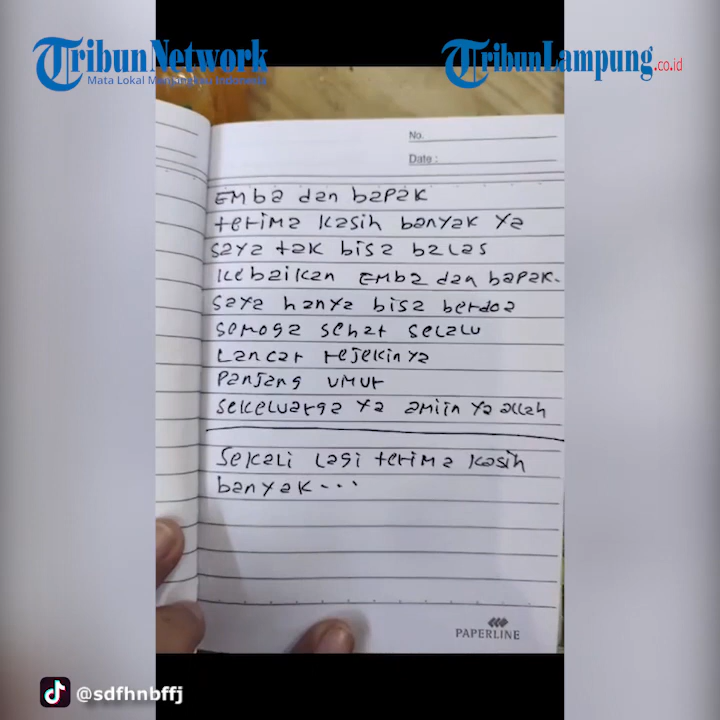 TribunNetwork
Mata Lokal Menjangkau Indonesia
TribunLampung.co.id
No.
Date :
EMba dan bapak
terima kasih banyak ya
saya tak bisa balas
kebaikan EMba dan bapak.
saya hanya bisa berdoa
semoga sehat selalu
Lancar rejekinya
Panjang umur
sekeluarga ya amiin ya allah
Sekali Lagi terima kasih
banyak...
PAPERLINE
@sdfhnbffj